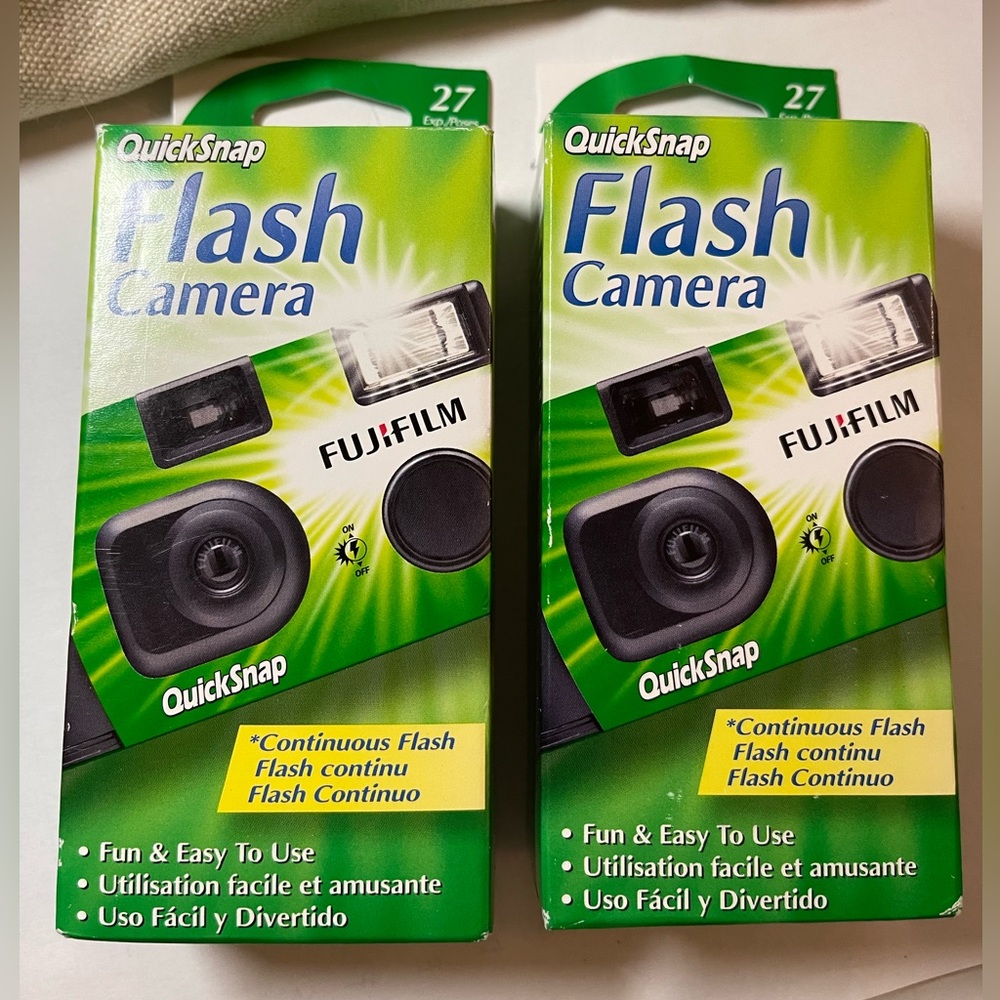 27
Exp./Poses
QuickSnap
Flash
Camera
FUJIFILM
ON
OFF
QuickSnap
*Continuous Flash
Flash continu
Flash Continuo
• Fun & Easy To Use
• Utilisation facile et amusante
• Uso Fácil y Divertido
27
QuickSnap
Flash
Camera
FUJIFILM
ON
OFF
QuickSnap
*Continuous Flash
Flash continu
Flash Continuo
• Fun & Easy To Use
• Utilisation facile et amusante
• Uso Fácil y Divertido